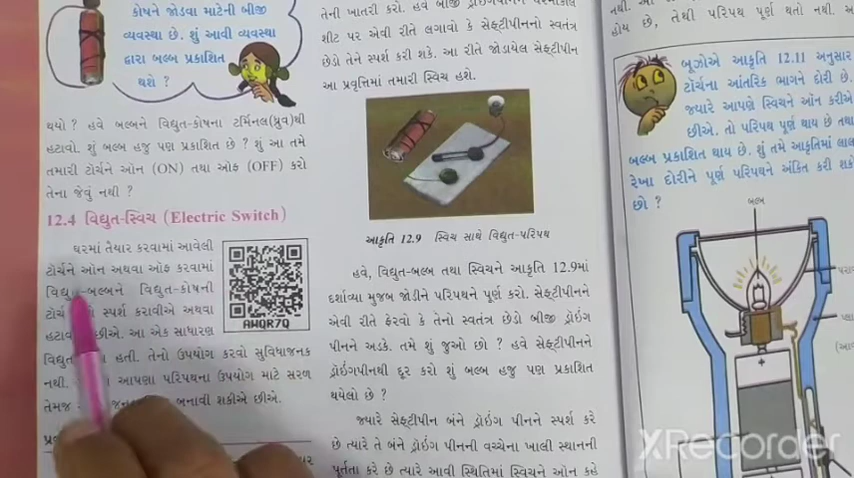 કોષને જોડવા માટેની બીજી
વ્યવસ્થા છે. શું આવી વ્યવસ્થા
દ્વારા બલ્બ પ્રકાશિત
થશે ?
થયો ? હવે બલ્બને વિદ્યુત-કોષના ટર્મિનલ(ધ્રુવ)થી
હટાવો. શું બલ્બ હજુ પણ પ્રકાશિત છે ? શું આ તમે
તમારી ટૉર્ચને ઑન (ON) તથા ઑફ (OFF) કરો
તેના જેવું નથી ?
12.4 વિદ્યુત-સ્વિચ (Electric Switch)
ઘરમાં તૈયાર કરવામાં આવેલી
ટૉર્ચને ઑન અથવા ઑફ કરવામાં
વિદ્યુત-બલ્બને વિદ્યુત-કોષની
ટૉર્ચ સ્પર્શ કરાવીએ અથવા
હટાવી છીએ. આ એક સાધારણ
વિદ્યુત હતી. તેનો ઉપયોગ કરવો સુવિધાજનક
નથી. આપણા પરિપથના ઉપયોગ માટે સરળ
તેમજ બનાવી શકીએ છીએ.
A4QR7Q
તેની ખાતરી કરો. હવે બીજી ડ્રૉઇંગપીનને
શીટ પર એવી રીતે લગાવો કે સેફ્ટીપીનનો સ્વતંત્ર
છેડો તેને સ્પર્શ કરી શકે. આ રીતે જોડાયેલ સેફ્ટીપીન
આ પ્રવૃત્તિમાં તમારી સ્વિચ હશે.
આકૃતિ 12.9 સ્વિચ સાથે વિદ્યુત-પરિપથ
હવે, વિદ્યુત-બલ્બ તથા સ્વિચને આકૃતિ 12.9માં
દર્શાવ્યા મુજબ જોડીને પરિપથને પૂર્ણ કરો. સેફ્ટીપીનને
એવી રીતે ફેરવો કે તેનો સ્વતંત્ર છેડો બીજી ડ્રૉઇંગ
પીનને અડકે. તમે શું જુઓ છો ? હવે સેફ્ટીપીનને
ડ્રૉઇંગપીનથી દૂર કરો શું બલ્બ હજુ પણ પ્રકાશિત
થયેલો છે ?
જ્યારે સેફ્ટીપીન બંને ડ્રૉઇંગ પીનને સ્પર્શ કરે
છે ત્યારે તે બંને ડ્રૉઇંગ પીનની વચ્ચેના ખાલી સ્થાનની
પૂર્તતા કરે છે ત્યારે આવી સ્થિતિમાં સ્વિચને ઑન કહે
હોય છે, તેથી પરિપથ પૂર્ણ થતો નથી.
બૂઝોએ આકૃતિ 12.11 અનુસાર
ટૉર્ચના આંતરિક ભાગને દોરી છે.
જ્યારે આપણે સ્વિચને ઑન કરીએ
છીએ. તો પરિપથ પૂર્ણ થાય છે તથા
બલ્બ પ્રકાશિત થાય છે. શું તમે આકૃતિમાં લાલ
રેખા દોરીને પૂર્ણ પરિપથને અંકિત કરી શકો
છો ?
બલ્બ
XRecorder